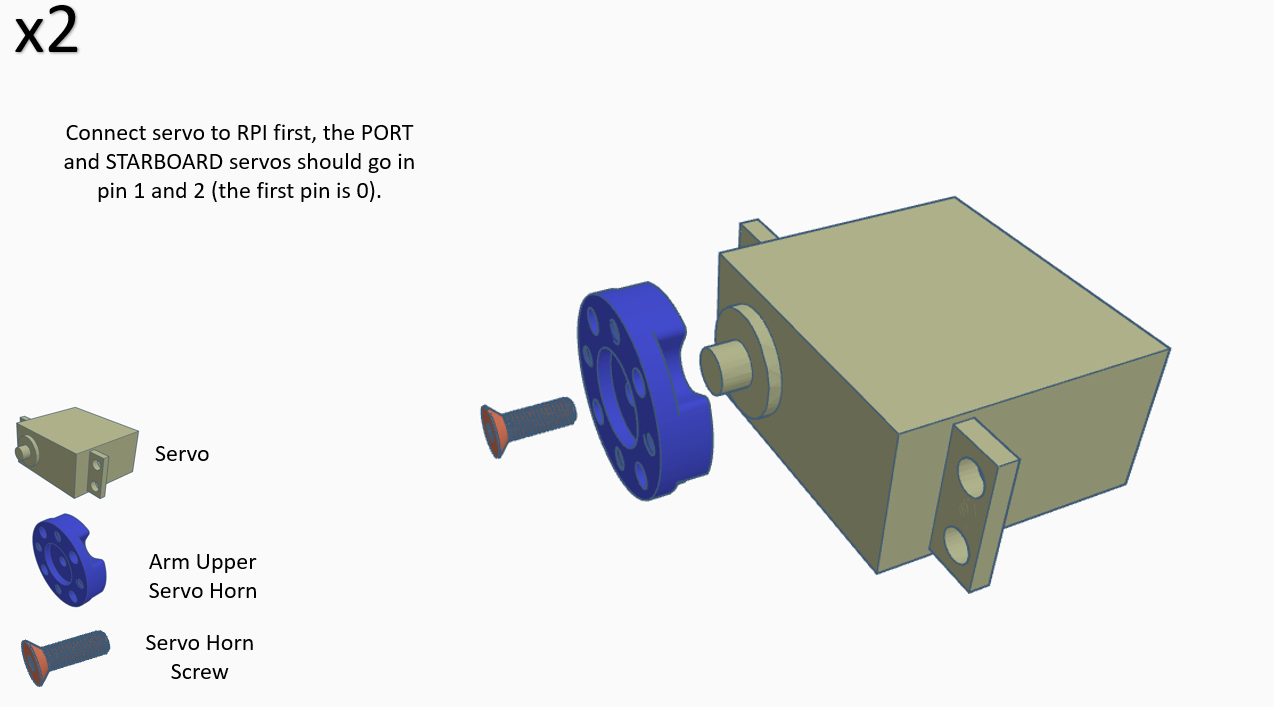 x2
Connect servo to RPI first, the PORT
and STARBOARD servos should go in
pin 1 and 2 (the first pin is 0).
Servo
Arm Upper
Servo Horn
Servo Horn
Screw